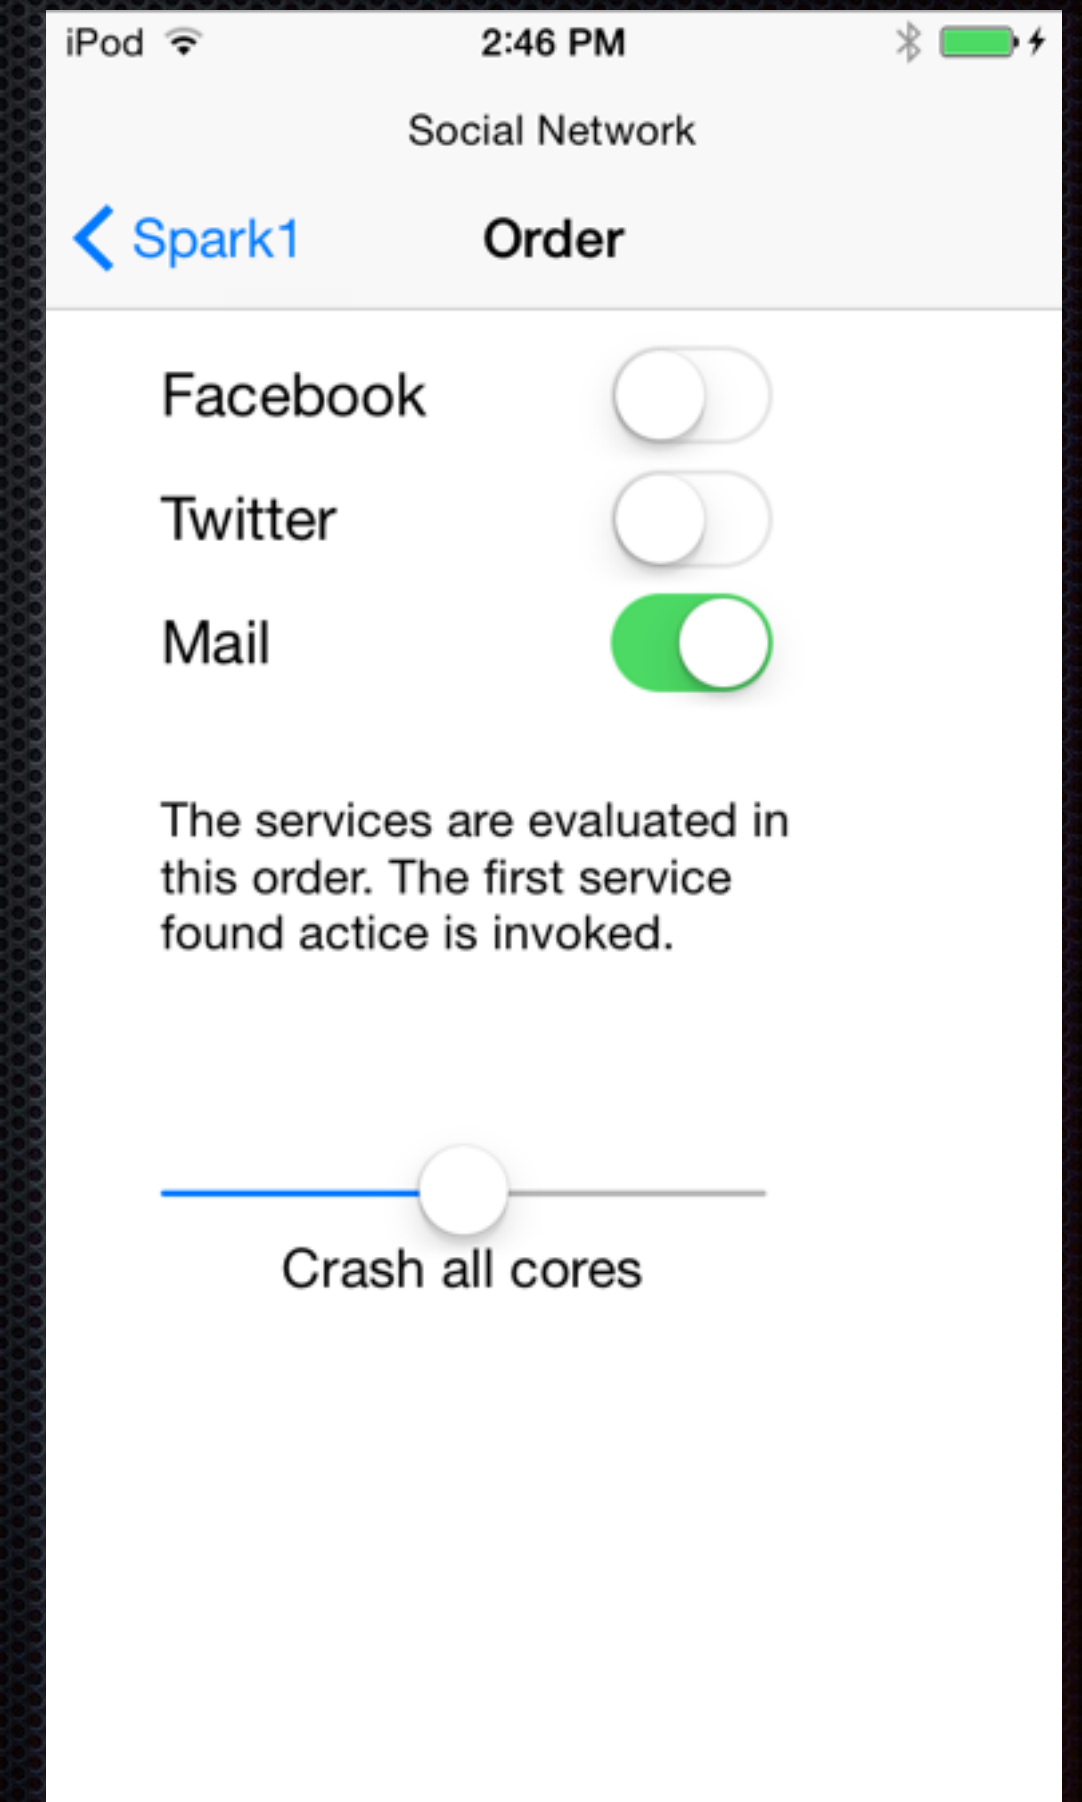 iPod 2:46 PM
Social Network
Spark1 Order
Facebook
Twitter
Mail
The services are evaluated in
this order. The first service
found actice is invoked.
Crash all cores